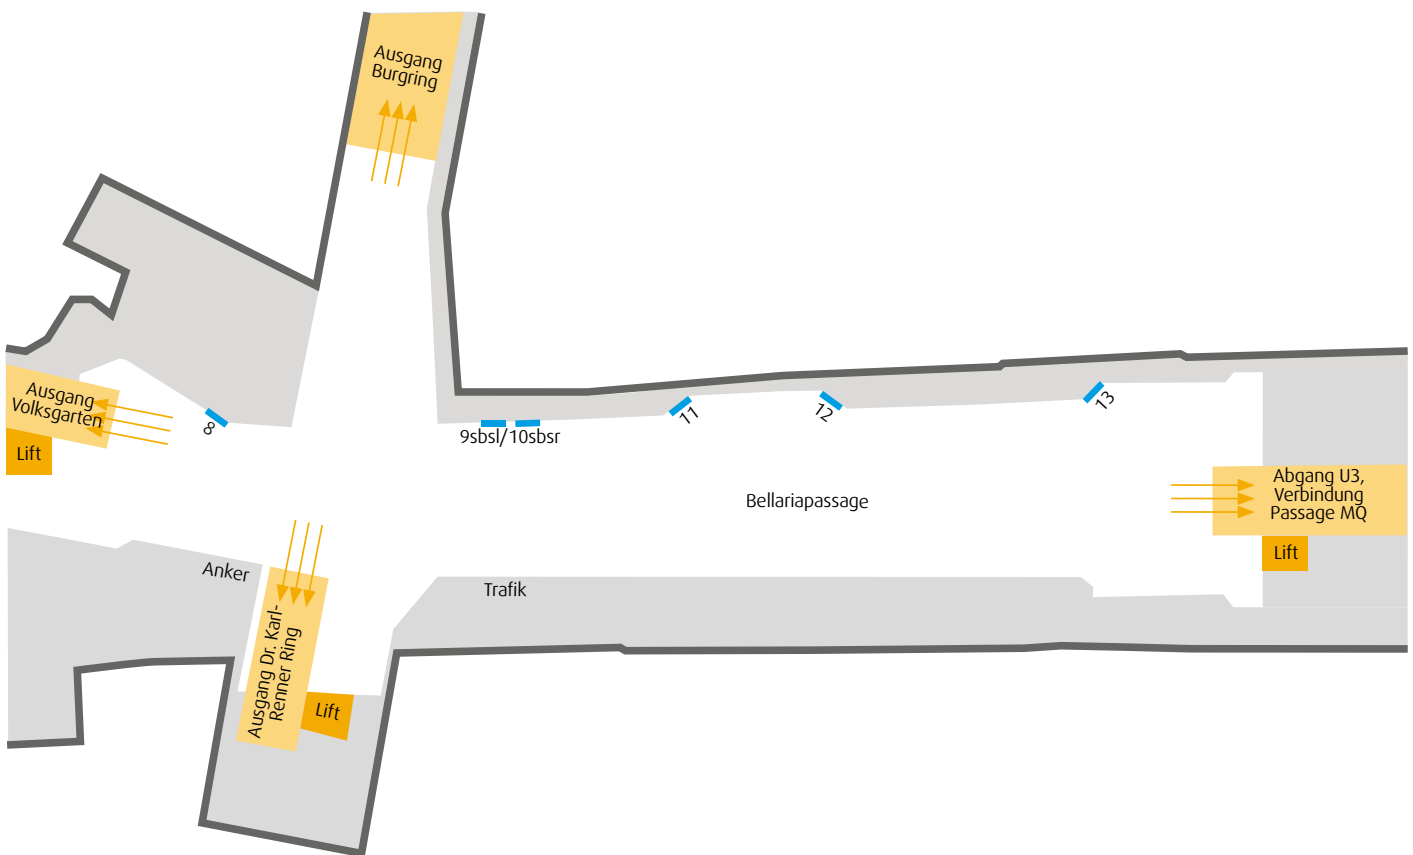 Ausgang
Burgring
Ausgang
Volksgarten
Lift
8
9sbsl/10sbsr
11
12
13
Bellariapassage
Abgang U3,
Verbindung
Passage MQ
Lift
Anker
Trafik
Ausgang Dr. Karl-
Renner Ring
Lift